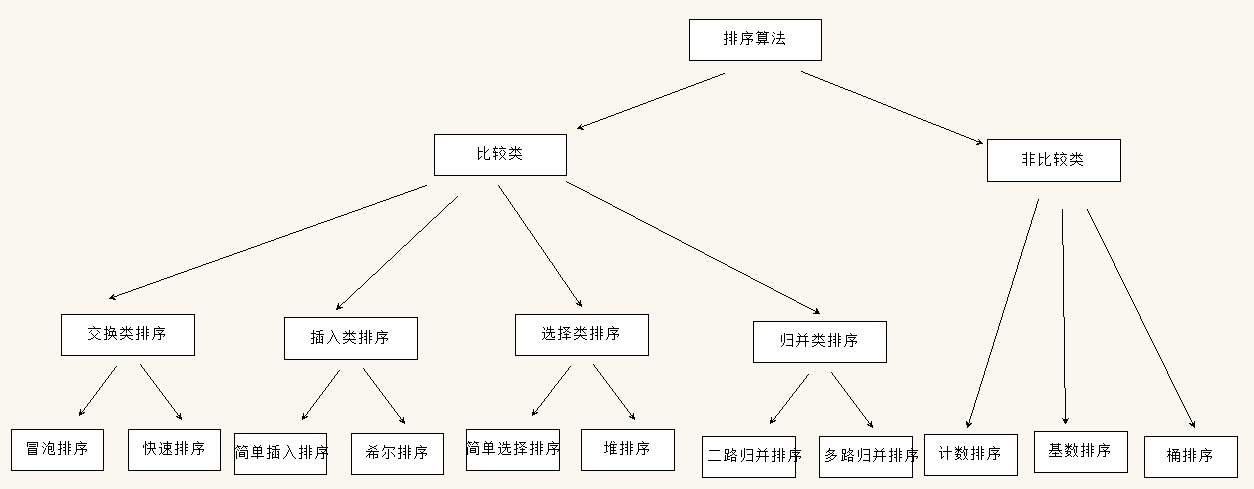 排序算法
比较类
非比较类
交换类排序
插入类排序
选择类排序
归并类排序
冒泡排序
快速排序
简单插入排序
希尔排序
简单选择排序
堆排序
二路归并排序
多路归并排序
计数排序
基数排序
桶排序